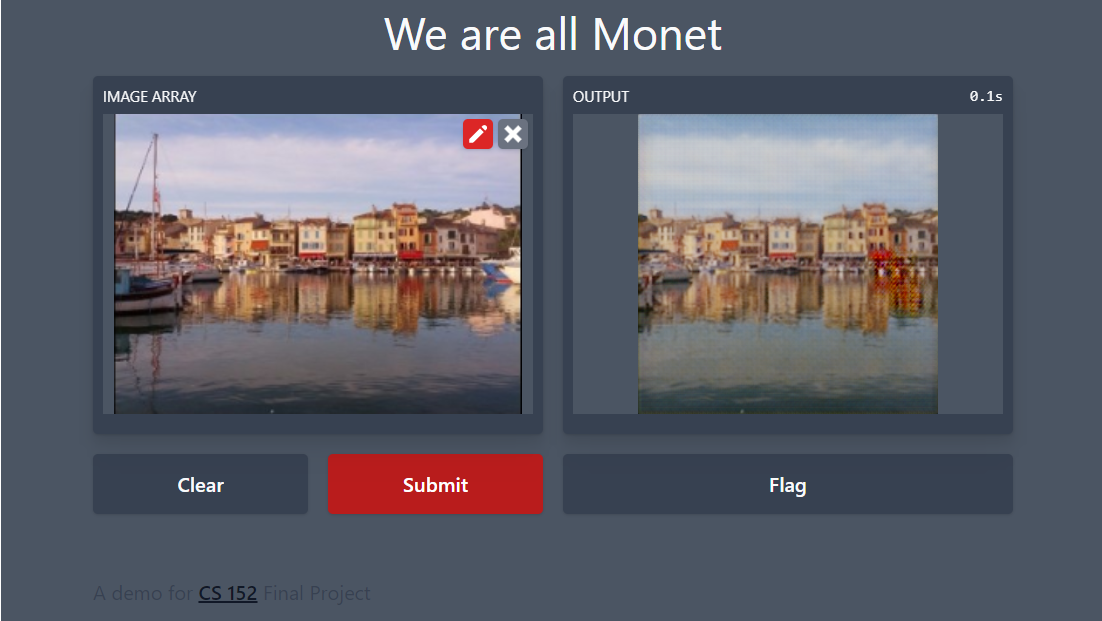 We are all Monet
IMAGE ARRAY
OUTPUT 0.1s
Clear
Submit
Flag
A demo for CS 152 Final Project